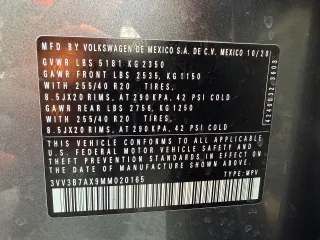 MFD BY VOLKSWAGEN DE MEXICO S.A. DE C.V. MEXICO 10/20
GVWR LBS 5181 KG 2350
GAWR FRONT LBS 2535, KG 1150
WITH 255/40 R20 TIRES,
8.5JX20 RIMS, AT 290 KPA, 42 PSI COLD
GAWR REAR LBS 2756, KG 1250
WITH 255/40 R20 TIRES,
8.5JX20 RIMS, AT 290 KPA, 42 PSI COLD
THIS VEHICLE CONFORMS TO ALL APPLICABLE
U.S. FEDERAL MOTOR VEHICLE SAFETY AND
THEFT PREVENTION STANDARDS IN EFFECT ON THE
DATE OF MANUFACTURE SHOWN ABOVE.
3VV3B7AX9MM020165 TYPE: MPV